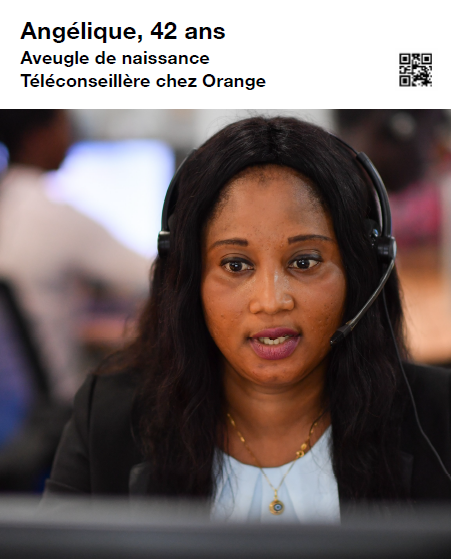 Angélique, 42 ans
Aveugle de naissance
Téléconseillère chez Orange